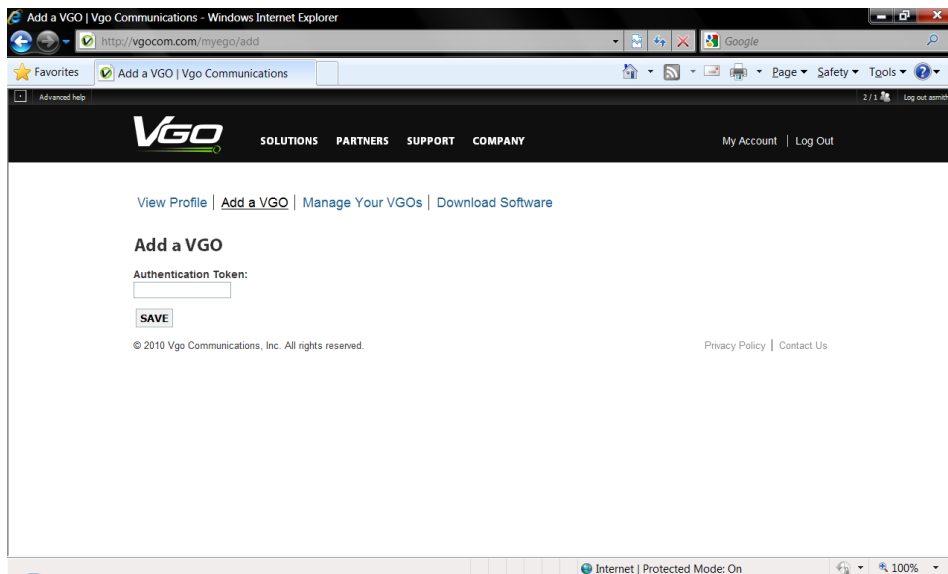 Add a VGO | Vgo Communications - Windows Internet Explorer
http://vgocom.com/myego/add
Google
Favorites
Add a VGO | Vgo Communications
Page
Safety
Tools
Advanced help
2 / 1
Log out asmith
VGO
SOLUTIONS PARTNERS SUPPORT COMPANY
My Account | Log Out
View Profile | Add a VGO | Manage Your VGOs | Download Software
Add a VGO
Authentication Token:
SAVE
© 2010 Vgo Communications, Inc. All rights reserved.
Privacy Policy | Contact Us
Internet | Protected Mode: On
100%